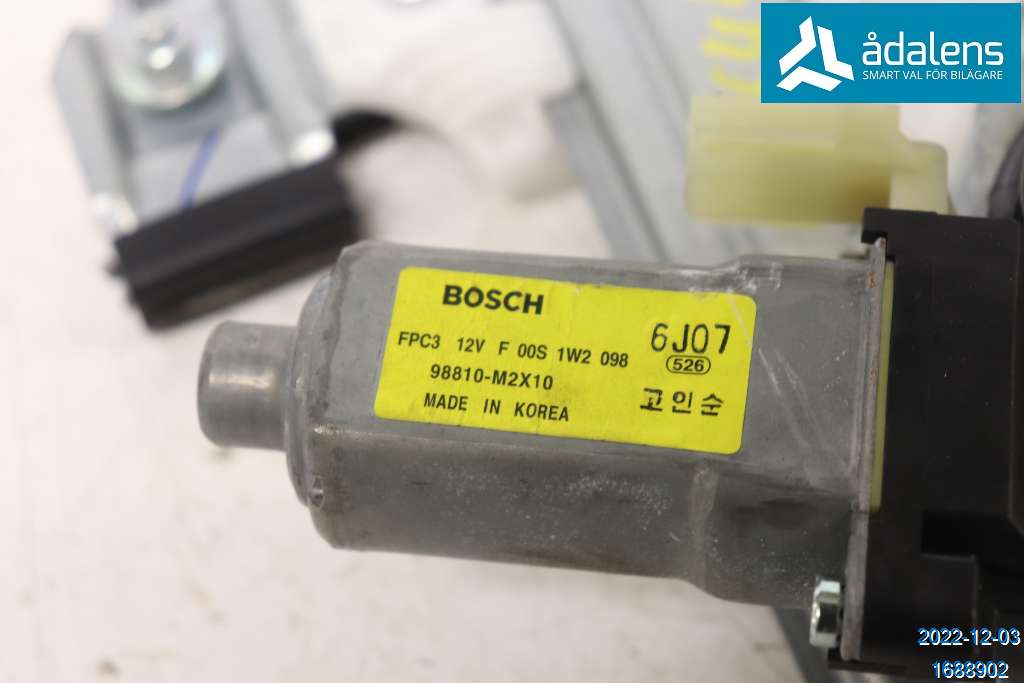 ådalens
SMART VAL FÖR BILÄGARE
BOSCH
FPC3 12V F 00S 1W2 098
98810-M2X10
MADE IN KOREA
6J07
526
고인순
2022-12-03
1688902